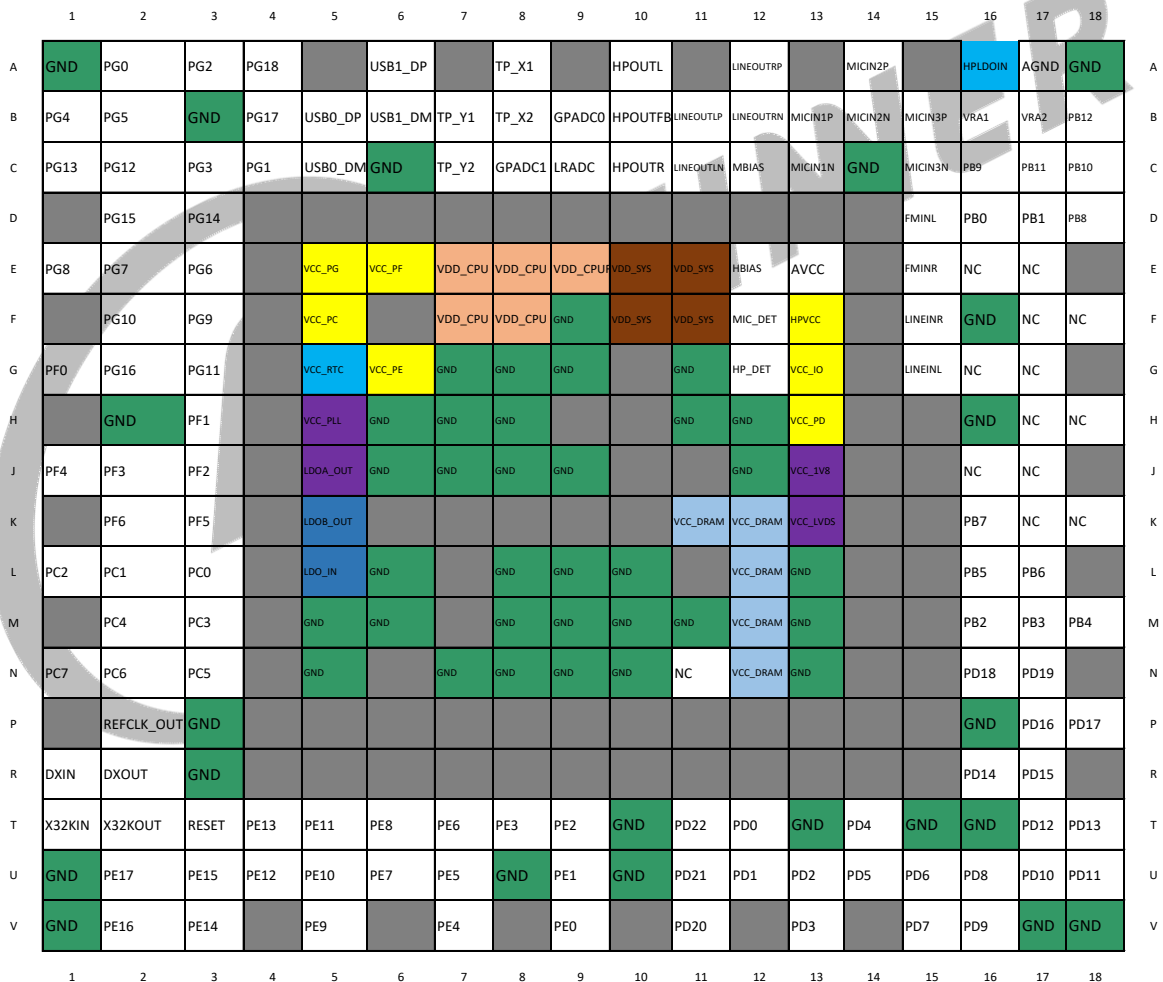 1 2 3 4 5 6 7 8 9 10 11 12 13 14 15 16 17 18
A GND PG0 PG2 PG18 USB1_DP TP_X1 HPOUTL LINEOUTRP MICIN2P HPLDOIN AGND GND A
B PG4 PG5 GND PG17 USB0_DP USB1_DM TP_Y1 TP_X2 GPADC0 HPOUTFB LINEOUTLP LINEOUTRN MICIN1P MICIN2N MICIN3P VRA1 VRA2 PB12 B
C PG13 PG12 PG3 PG1 USB0_DM GND TP_Y2 GPADC1 LRADC HPOUTR LINEOUTLN MBIAS MICIN1N GND MICIN3N PB9 PB11 PB10 C
D PG15 PG14 FMINL PB0 PB1 PB8 D
E PG8 PG7 PG6 VCC_PG VCC_PF VDD_CPU VDD_CPU VDD_CPUF VDD_SYS VDD_SYS HBIAS AVCC FMINR NC NC E
F PG10 PG9 VCC_PC VDD_CPU VDD_CPU GND VDD_SYS VDD_SYS MIC_DET HPVCC LINEINR GND NC NC F
G PF0 PG16 PG11 VCC_RTC VCC_PE GND GND GND GND HP_DET VCC_IO LINEINL NC NC G
H GND PF1 VCC_PLL GND GND GND GND GND VCC_PD GND NC NC H
J PF4 PF3 PF2 LDOA_OUT GND GND GND GND GND VCC_1V8 NC NC J
K PF6 PF5 LDOB_OUT VCC_DRAM VCC_DRAM VCC_LVDS PB7 NC NC K
L PC2 PC1 PC0 LDO_IN GND GND GND GND VCC_DRAM GND PB5 PB6 L
M PC4 PC3 GND GND GND GND GND GND VCC_DRAM GND PB2 PB3 PB4 M
N PC7 PC6 PC5 GND GND GND GND GND NC VCC_DRAM GND PD18 PD19 N
P REFCLK_OUT GND GND PD16 PD17 P
R DXIN DXOUT GND PD14 PD15 R
T X32KIN X32KOUT RESET PE13 PE11 PE8 PE6 PE3 PE2 GND PD22 PD0 GND PD4 GND GND PD12 PD13 T
U GND PE17 PE15 PE12 PE10 PE7 PE5 GND PE1 GND PD21 PD1 PD2 PD5 PD6 PD8 PD10 PD11 U
V GND PE16 PE14 PE9 PE4 PE0 PD20 PD3 PD7 PD9 GND GND V
1 2 3 4 5 6 7 8 9 10 11 12 13 14 15 16 17 18